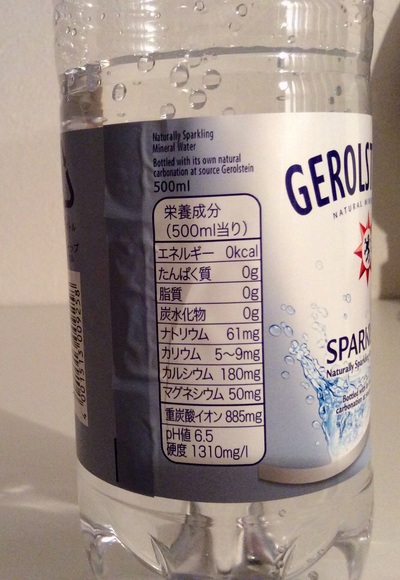 Naturally Sparkling
Mineral Water
Bottled with its own natural
carbonation at source Gerolstein
500ml
栄養成分
(500ml当り)
エネルギー 0kcal
たんぱく質 0g
脂質 0g
炭水化物 0g
ナトリウム 61mg
カリウム 5～9mg
カルシウム 180mg
マグネシウム 50mg
重炭酸イオン 885mg
pH値 6.5
硬度 1310mg/l
GEROLST
NATURAL
SPARK
Naturally Spark
Bottled
carbonation